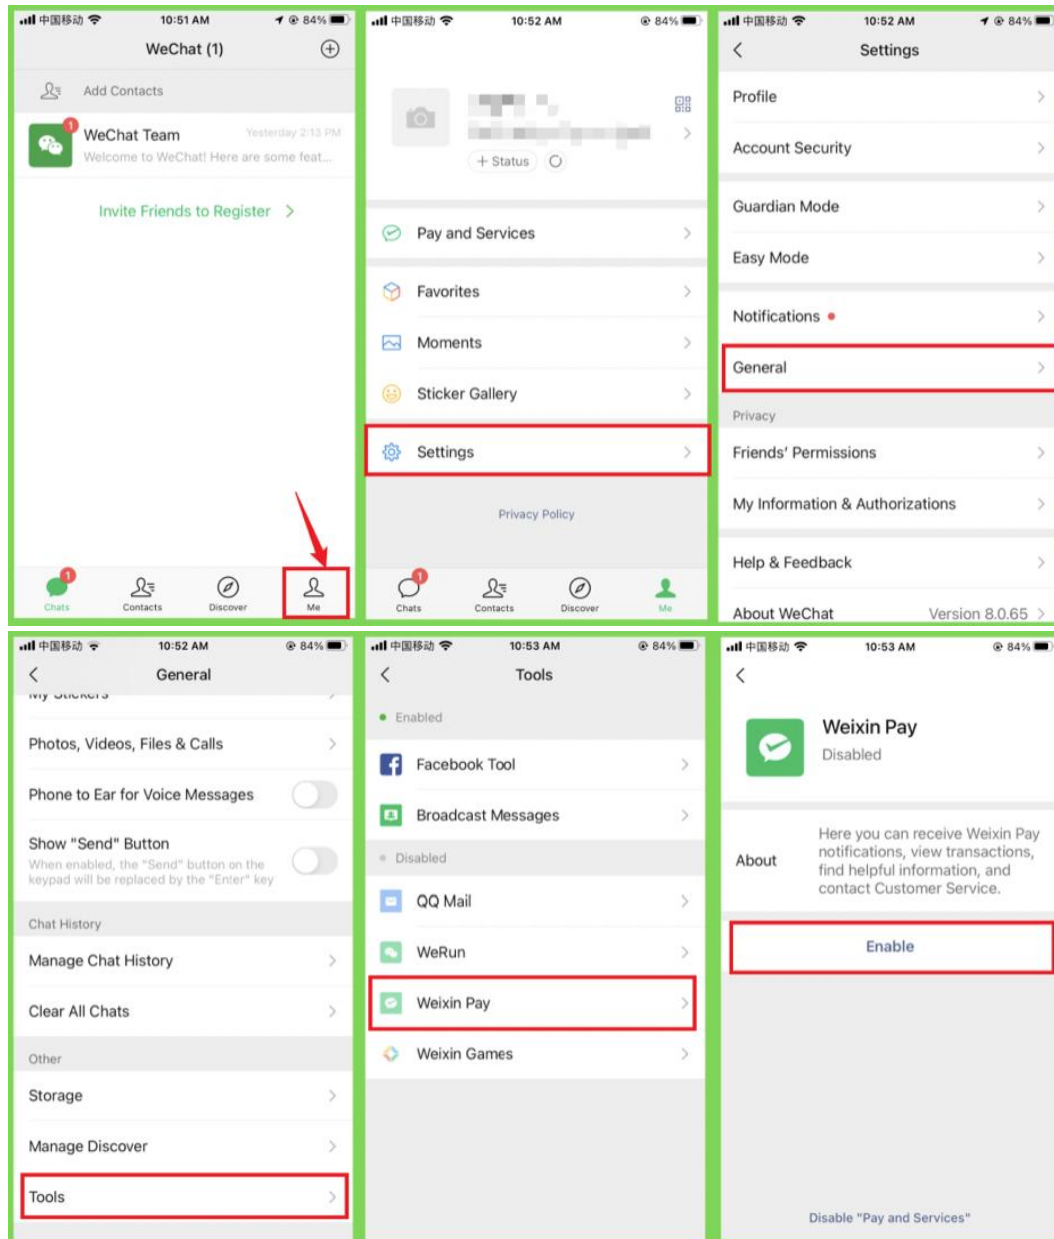 中国移动 10:51 AM 84%
WeChat (1)
Add Contacts
1
WeChat Team Yesterday 2:13 PM
Welcome to WeChat! Here are some feat...
Invite Friends to Register
1
Chats Contacts Discover Me
中国移动 10:52 AM 84%
+ Status
Pay and Services
Favorites
Moments
Sticker Gallery
Settings
Privacy Policy
1
Chats Contacts Discover Me
中国移动 10:52 AM 84%
Settings
Profile
Account Security
Guardian Mode
Easy Mode
Notifications
General
Privacy
Friends' Permissions
My Information & Authorizations
Help & Feedback
About WeChat Version 8.0.65
中国移动 10:52 AM 84%
General
My Stickers
Photos, Videos, Files & Calls
Phone to Ear for Voice Messages
Show "Send" Button
When enabled, the "Send" button on the
keypad will be replaced by the "Enter" key
Chat History
Manage Chat History
Clear All Chats
Other
Storage
Manage Discover
Tools
中国移动 10:53 AM 84%
Tools
Enabled
Facebook Tool
Broadcast Messages
Disabled
QQ Mail
WeRun
Weixin Pay
Weixin Games
中国移动 10:53 AM 84%
Weixin Pay
Disabled
About
Here you can receive Weixin Pay
notifications, view transactions,
find helpful information, and
contact Customer Service.
Enable
Disable "Pay and Services"